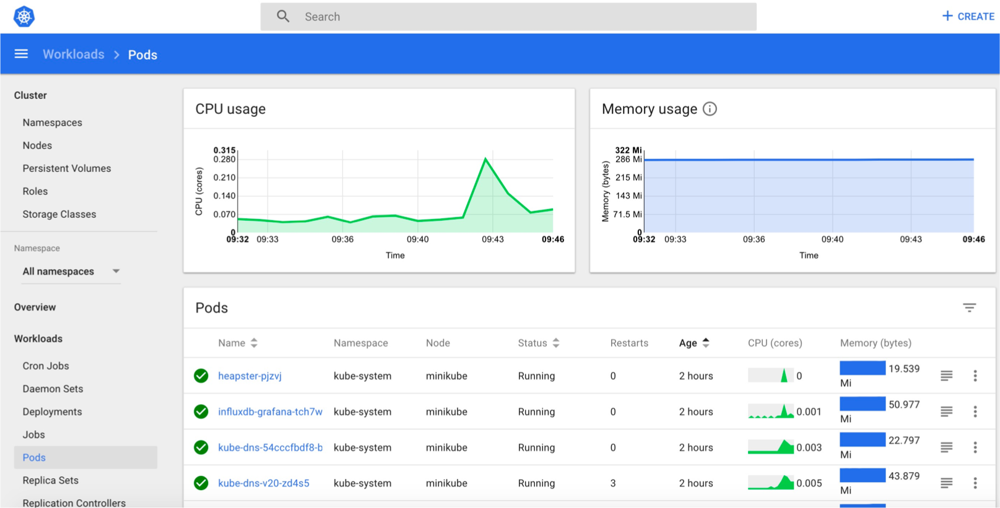 Search
CREATE
Workloads > Pods
Cluster
Namespaces
Nodes
Persistent Volumes
Roles
Storage Classes
Namespace
All namespaces
Overview
Workloads
Cron Jobs
Daemon Sets
Deployments
Jobs
Pods
Replica Sets
Replication Controllers
CPU usage
CPU (cores)
0.315
0.280
0.210
0.140
0.070
0
09:32 09:33 09:36 09:40 09:43 09:46
Time
Memory usage
Memory (bytes)
322 Mi
286 Mi
215 Mi
143 Mi
71.5 Mi
0
09:32 09:33 09:36 09:40 09:43 09:46
Time
Pods
Name Namespace Node Status Restarts Age CPU (cores) Memory (bytes)
heapster-pjzvj kube-system minikube Running 0 2 hours 0 19.539
Mi
influxdb-grafana-tch7w kube-system minikube Running 0 2 hours 0.001 50.977
Mi
kube-dns-54cccfbdf8-b kube-system minikube Running 0 2 hours 0.003 22.797
Mi
kube-dns-v20-zd4s5 kube-system minikube Running 3 2 hours 0.005 43.879
Mi